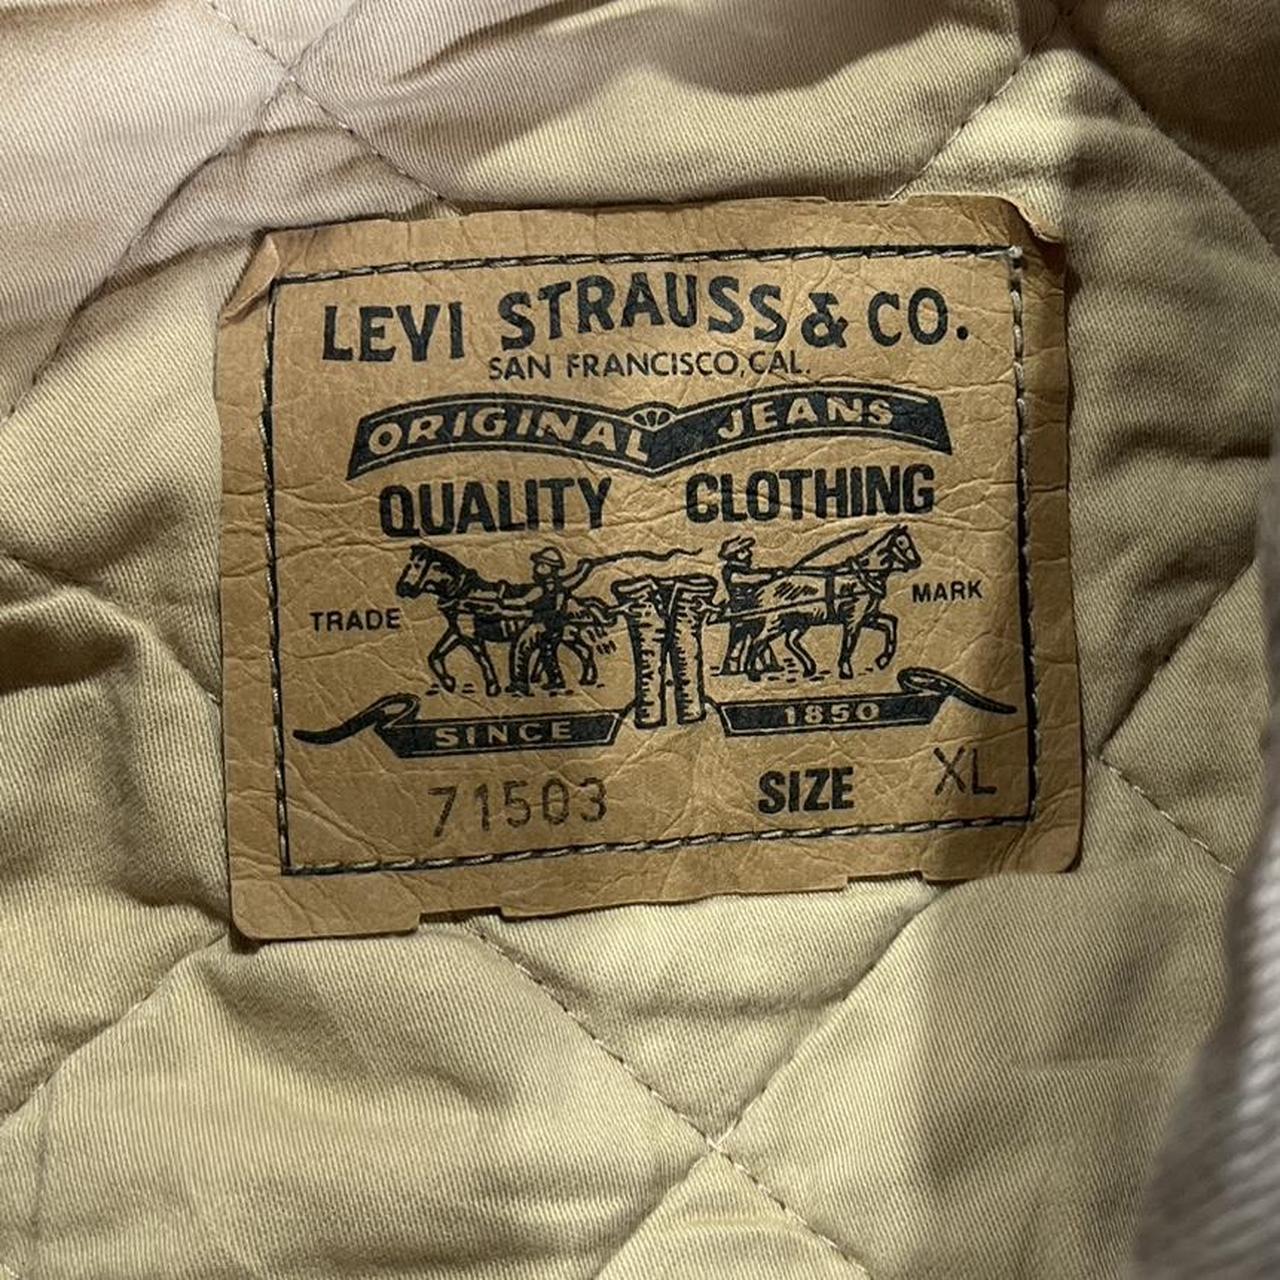 LEVI STRAUSS & CO.
SAN FRANCISCO, CAL.
ORIGINAL JEANS
QUALITY CLOTHING
TRADE MARK
SINCE 1850
71503 SIZE XL